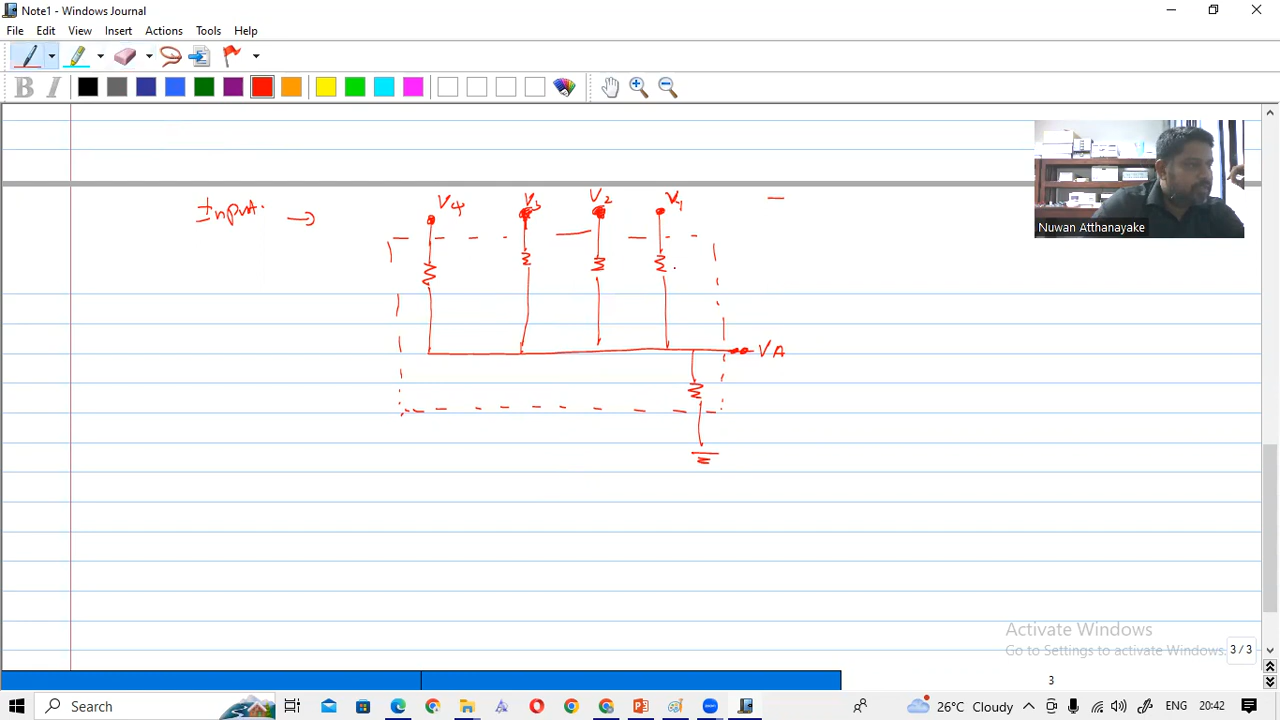 Note1 - Windows Journal
File Edit View Insert Actions Tools Help
B I
Nuwan Atthanayake
Input. → V4 V3 V2 V1 –
VA
Activate Windows
Go to Settings to activate Windows.
3 / 3
3
Search
26°C Cloudy ENG 20:42